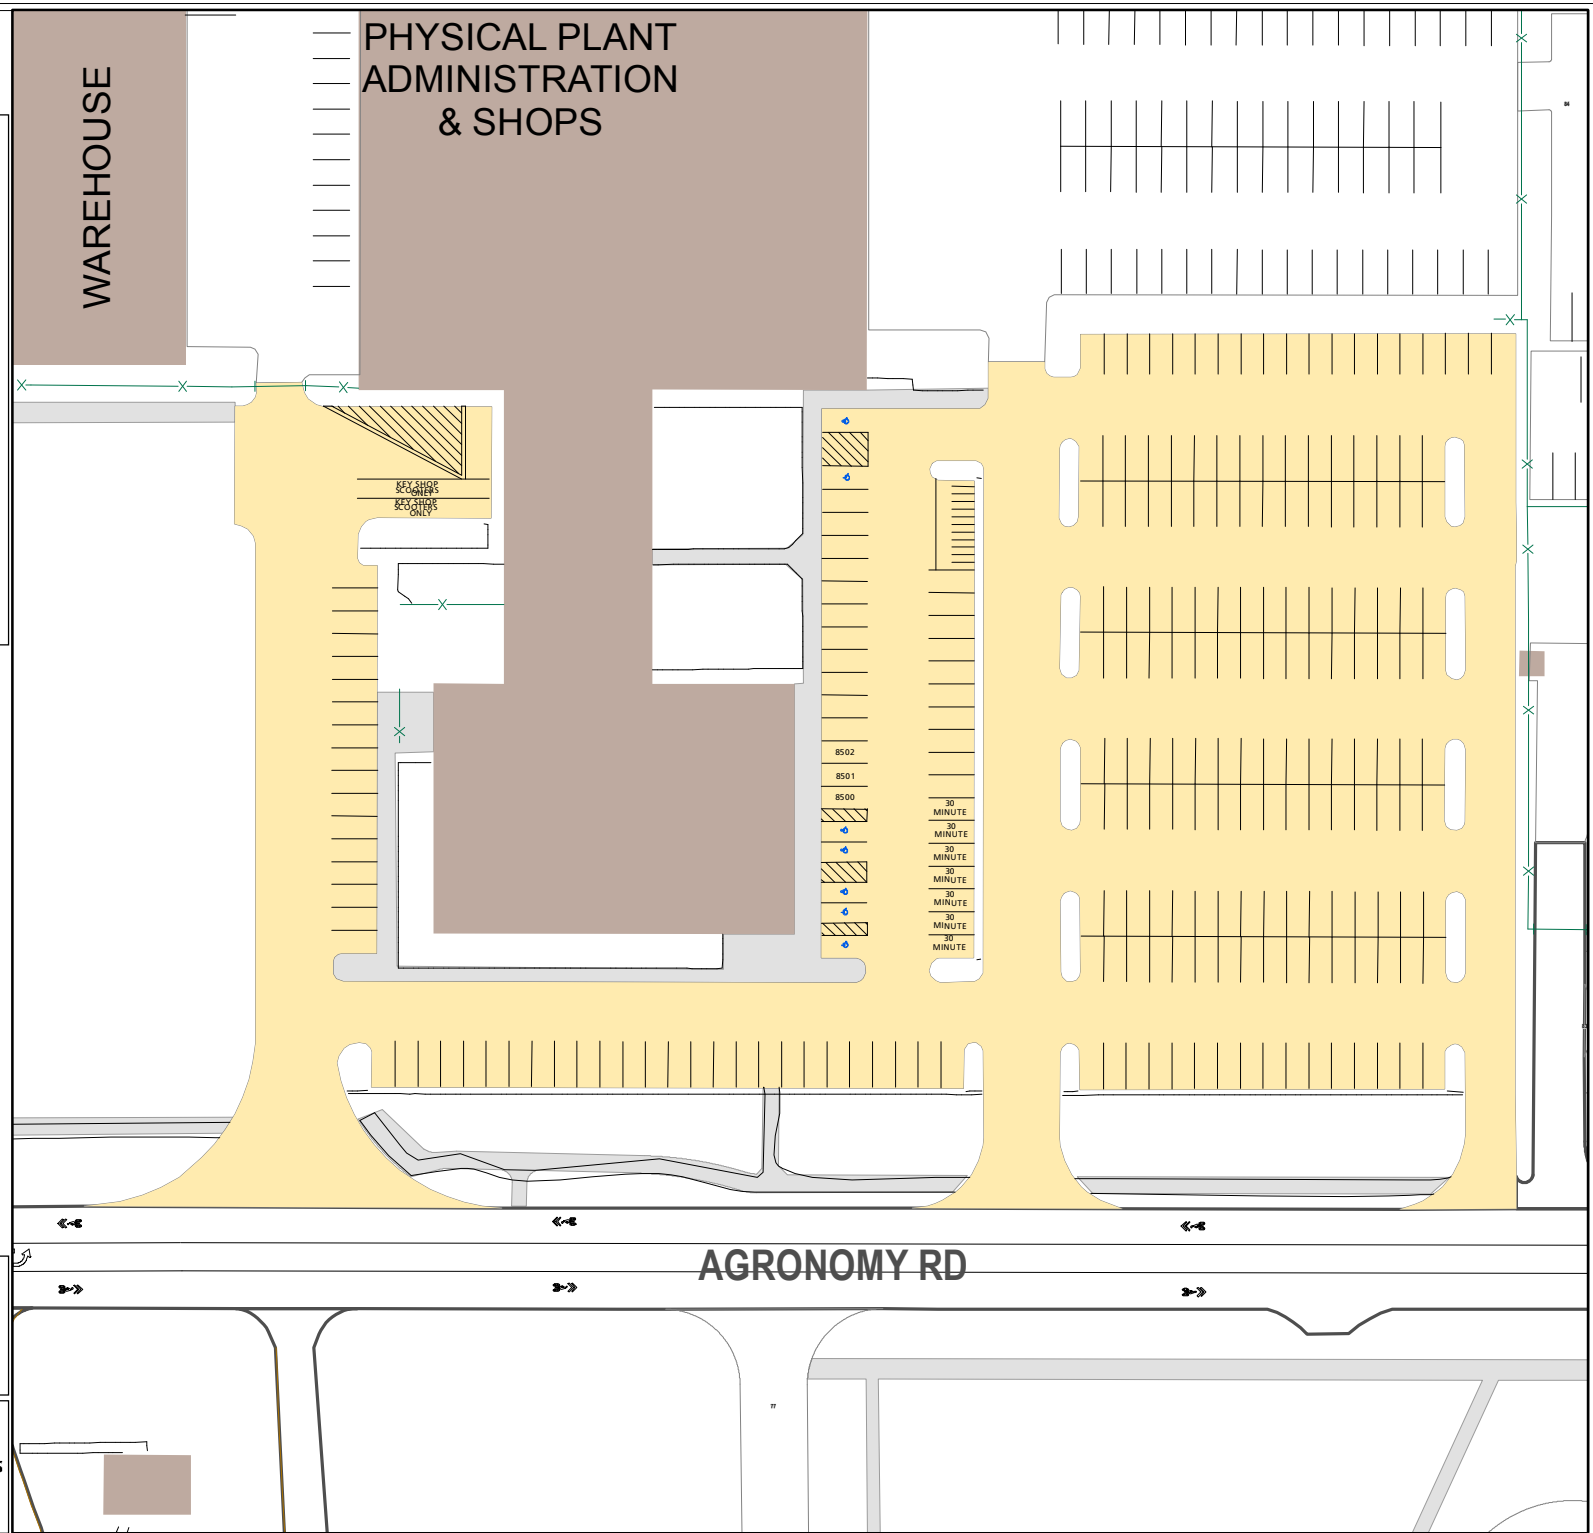 PHYSICAL PLANT
ADMINISTRATION
& SHOPS
WAREHOUSE
KEY SHOP
SCOOTERS
ONLY
KEY SHOP
SCOOTERS
ONLY
8502
8501
8500
30
MINUTE
30
MINUTE
30
MINUTE
30
MINUTE
30
MINUTE
30
MINUTE
30
MINUTE
AGRONOMY RD